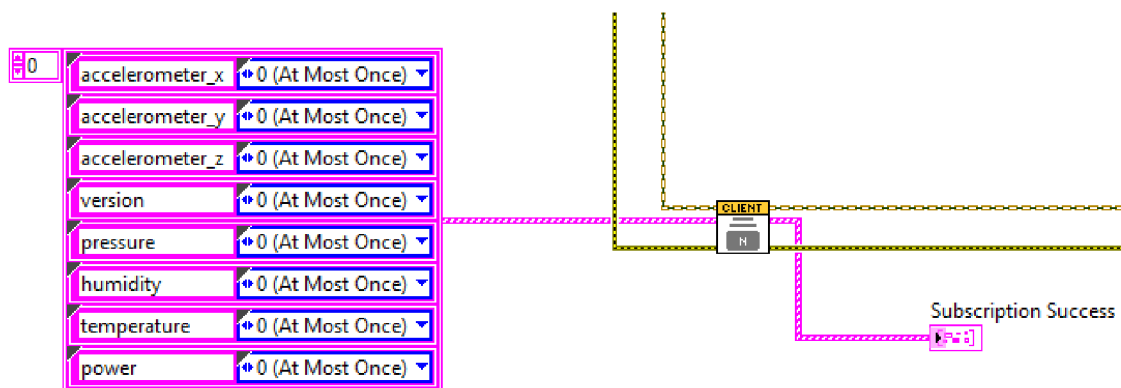 0
accelerometer_x 0 (At Most Once)
accelerometer_y 0 (At Most Once)
accelerometer_z 0 (At Most Once)
version 0 (At Most Once)
pressure 0 (At Most Once)
humidity 0 (At Most Once)
temperature 0 (At Most Once)
power 0 (At Most Once)
CLIENT
N
Subscription Success